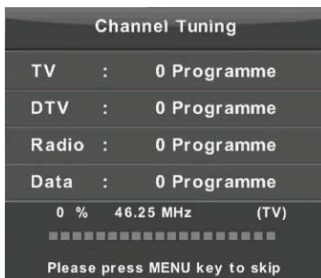 Channel Tuning
TV : 0 Programme
DTV : 0 Programme
Radio : 0 Programme
Data : 0 Programme
0 % 46.25 MHz (TV)
Please press MENU key to skip